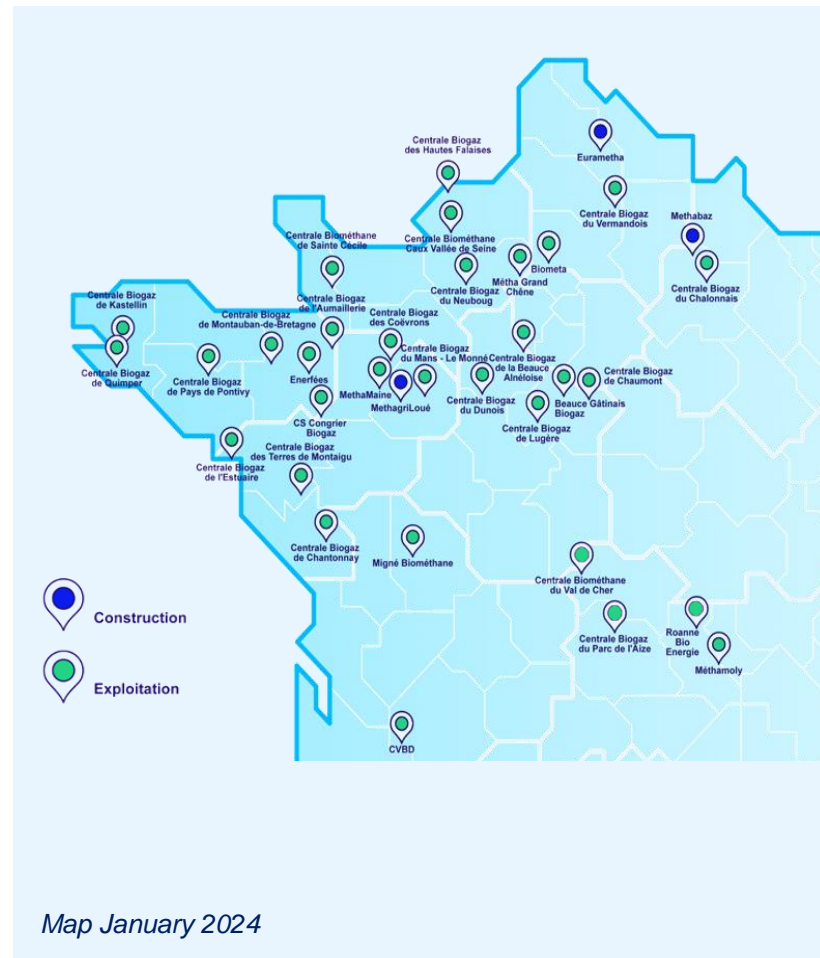 Centrale Biogaz
des Hautes Falaises
Eurametha
Centrale Biogaz
du Vermandois
Methabaz
Centrale Biométhane
de Sainte Cécile
Centrale Biométhane
Caux Vallée de Seine
Biometa
Métha Grand
Chêne
Centrale Biogaz
du Chalonnais
Centrale Biogaz
du Neuboug
Centrale Biogaz
de Kastellin
Centrale Biogaz
de l'Aumaillerie
Centrale Biogaz
de Montauban-de-Bretagne
Centrale Biogaz
des Coëvrons
Centrale Biogaz
du Mans - Le Monné
Centrale Biogaz
de la Beauce
Alnéloise
Centrale Biogaz
de Quimper
Centrale Biogaz
de Pays de Pontivy
Enerfées
MethaMaine
MethagriLoué
Centrale Biogaz
du Dunois
Beauce Gâtinais
Biogaz
Centrale Biogaz
de Chaumont
CS Congrier
Biogaz
Centrale Biogaz
de Lugère
Centrale Biogaz
des Terres de Montaigu
Centrale Biogaz
de l'Estuaire
Centrale Biogaz
de Chantonnay
Migné Biométhane
Centrale Biométhane
du Val de Cher
Construction
Centrale Biogaz
du Parc de l'Aize
Roanne
Bio
Energie
Méthamoly
Exploitation
CVBD
Map January 2024